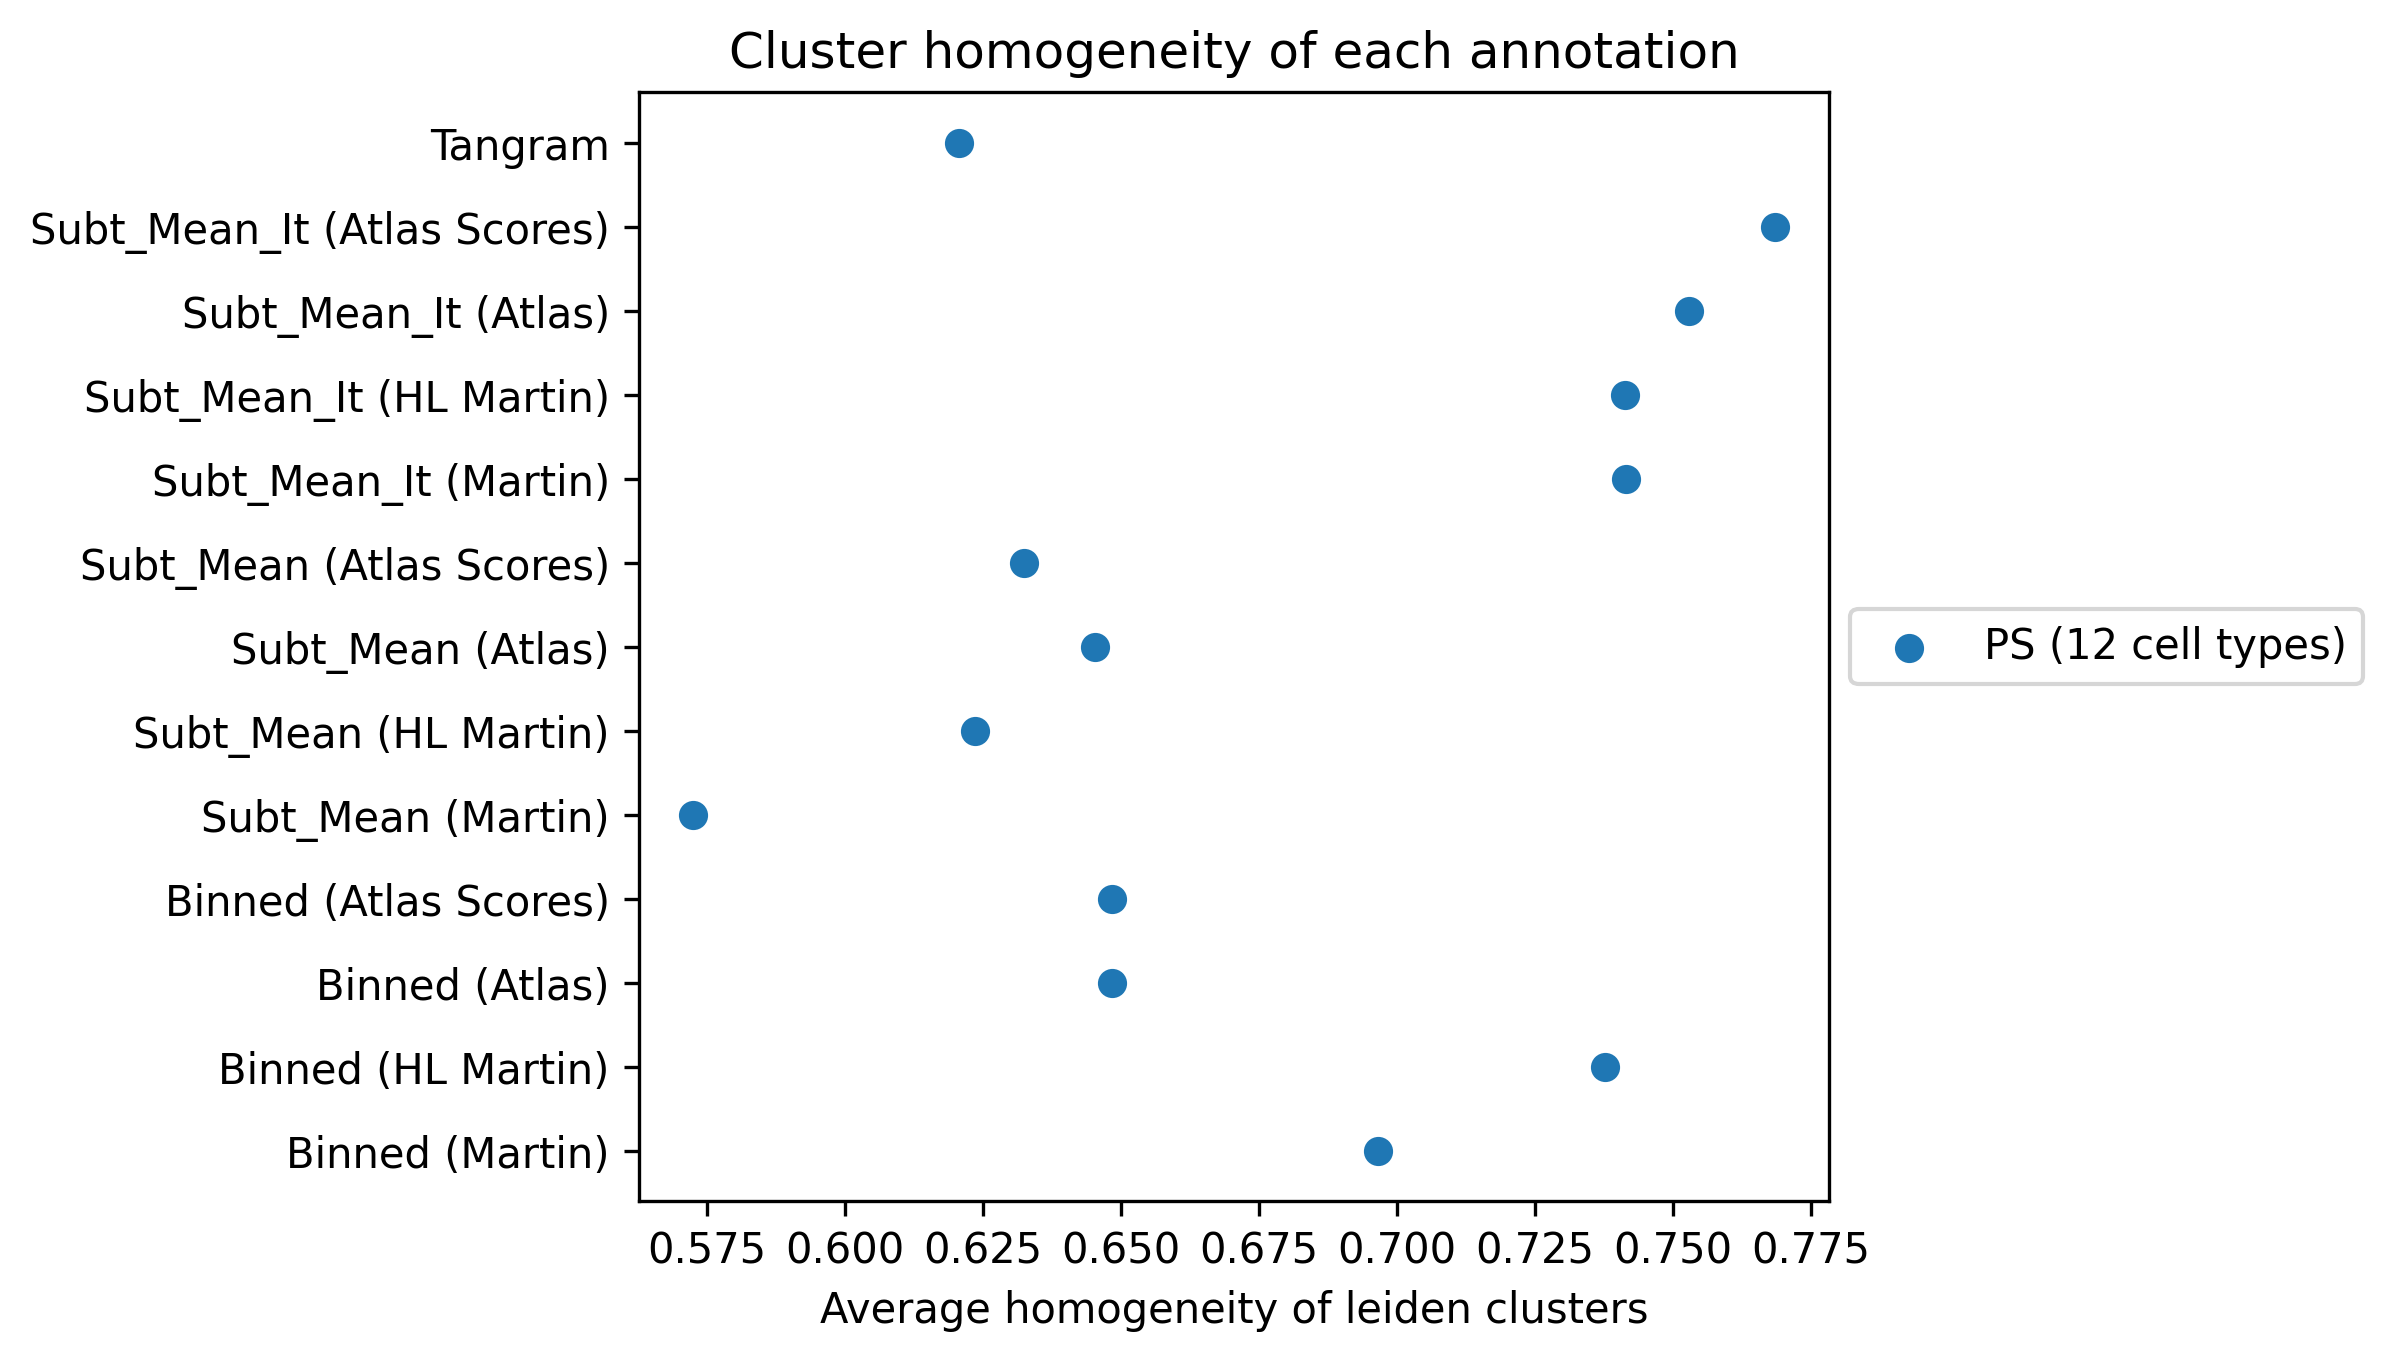 Cluster homogeneity of each annotation
Tangram
Subt_Mean_It (Atlas Scores)
Subt_Mean_It (Atlas)
Subt_Mean_It (HL Martin)
Subt_Mean_It (Martin)
Subt_Mean (Atlas Scores)
Subt_Mean (Atlas)
Subt_Mean (HL Martin)
Subt_Mean (Martin)
Binned (Atlas Scores)
Binned (Atlas)
Binned (HL Martin)
Binned (Martin)
PS (12 cell types)
0.575 0.600 0.625 0.650 0.675 0.700 0.725 0.750 0.775
Average homogeneity of leiden clusters